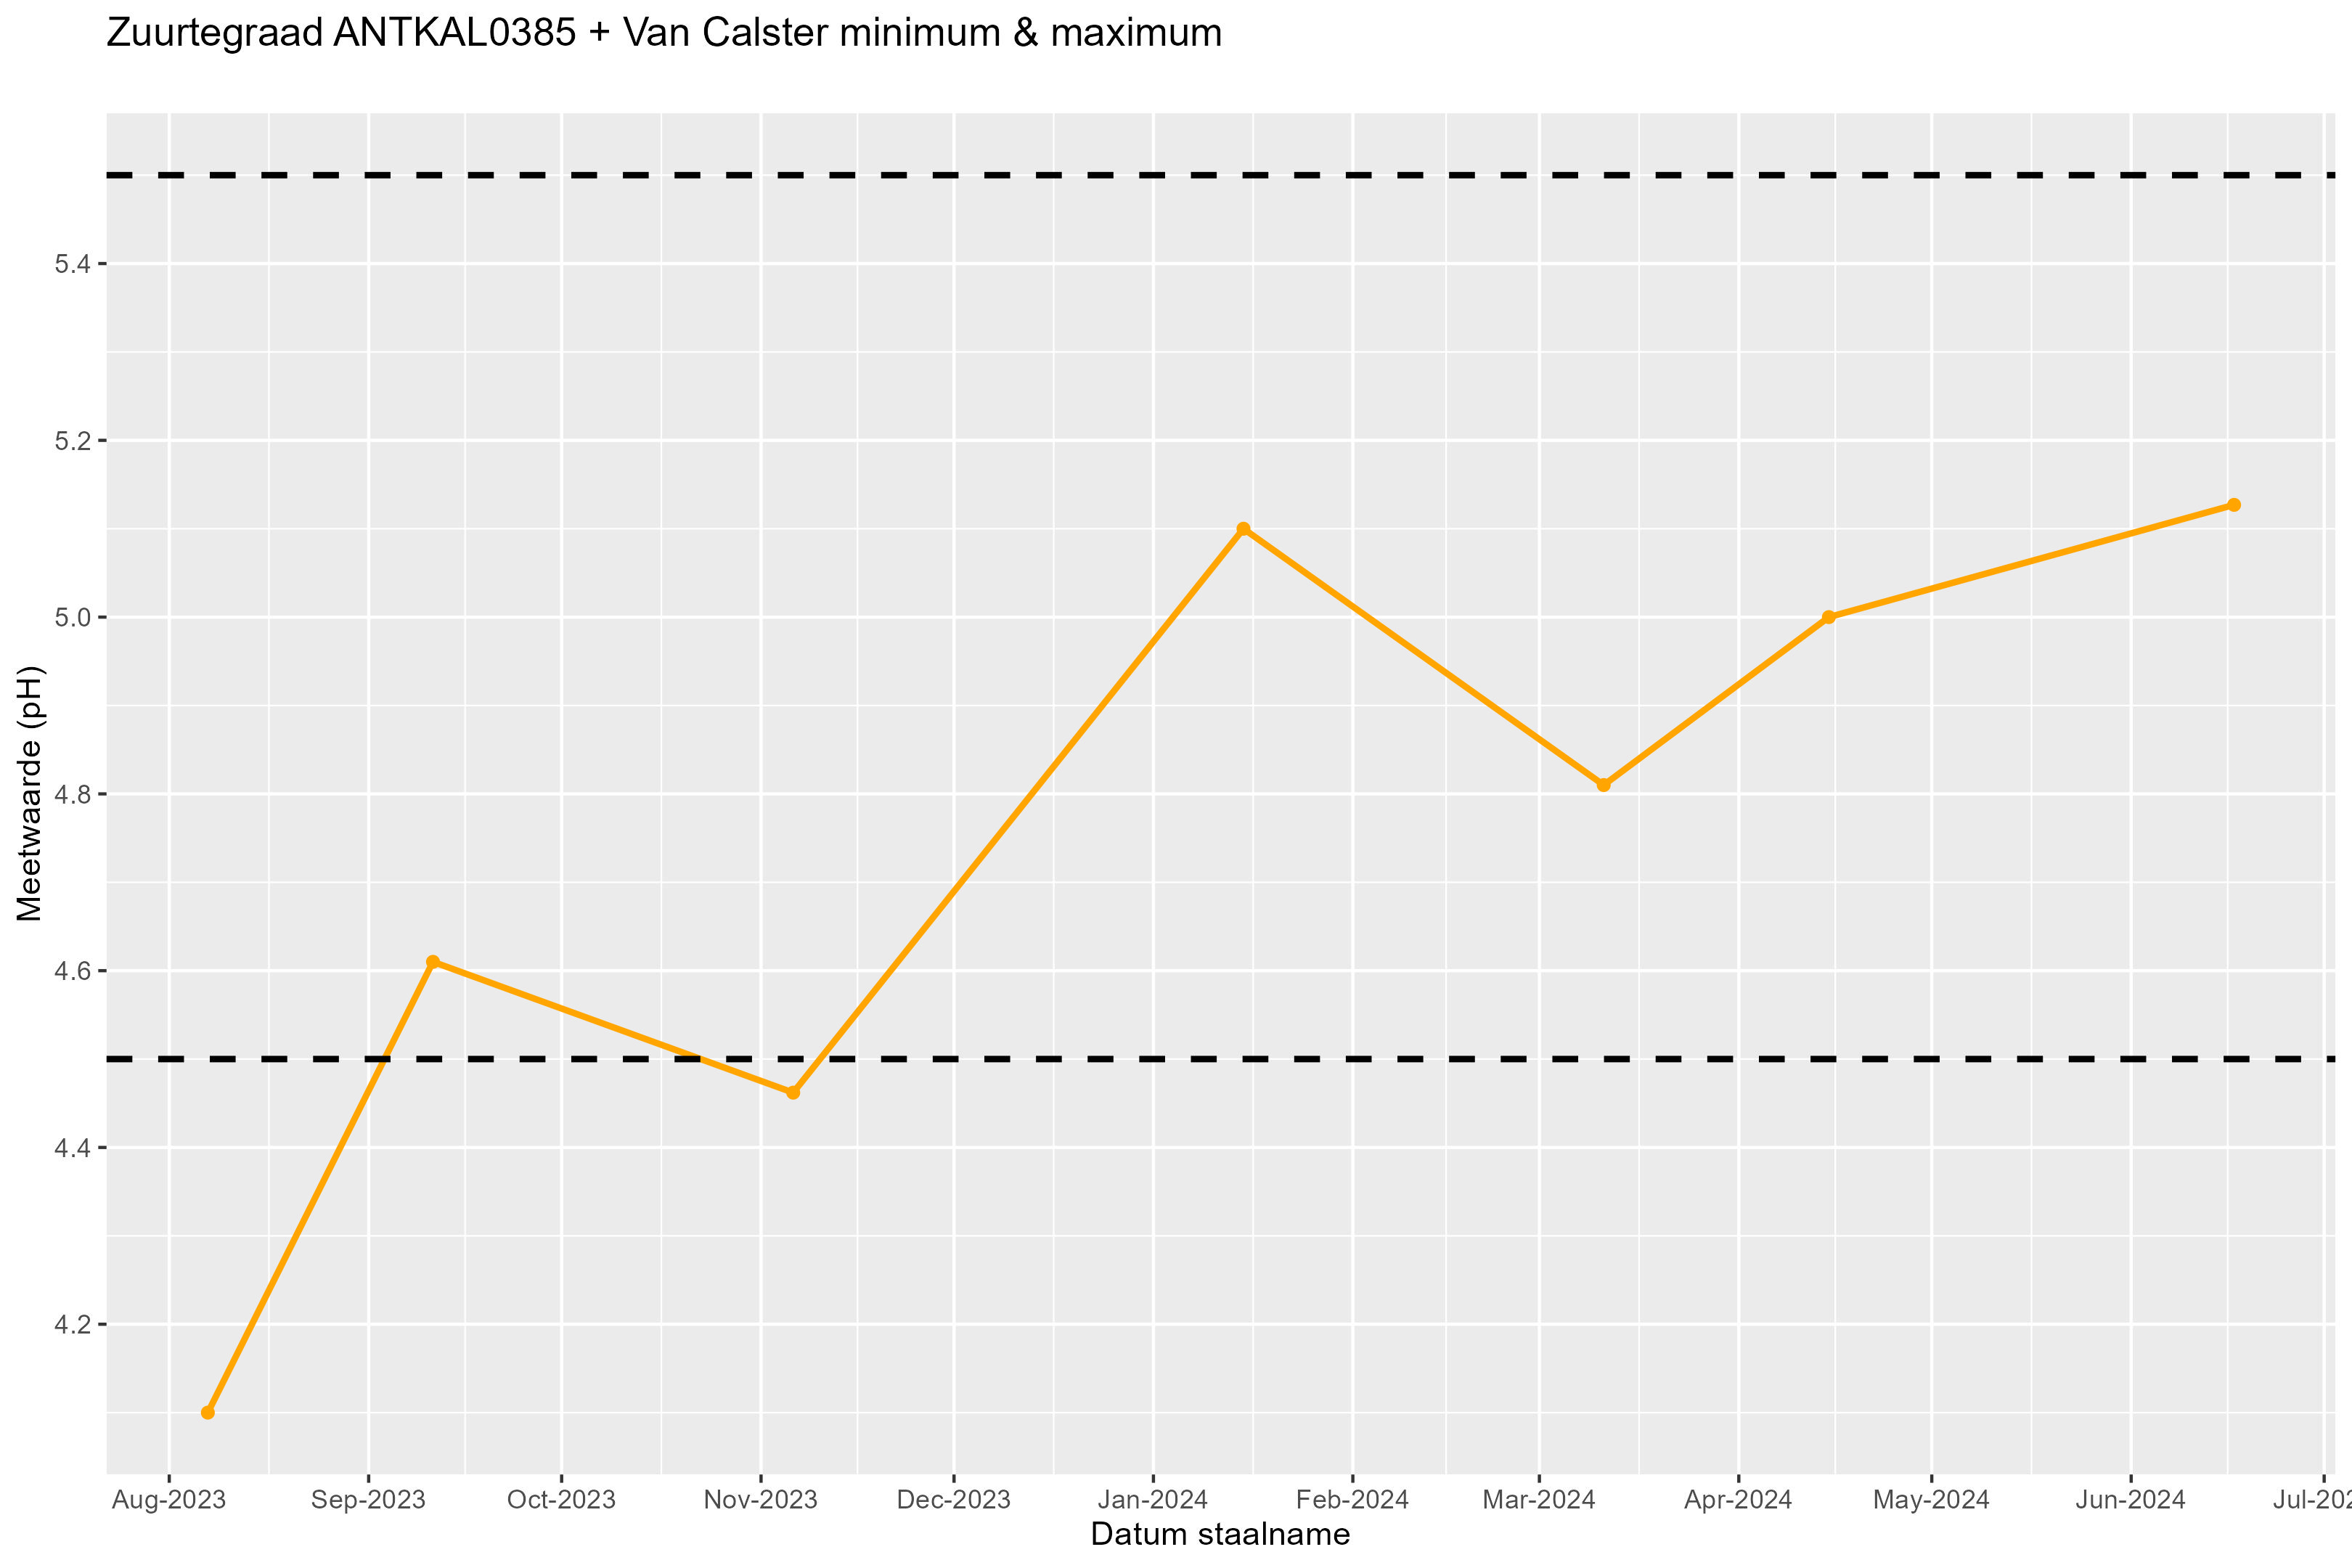 Zuurtegraad ANTKAL0385 + Van Calster minimum & maximum
Meetwaarde (pH)
5.4
5.2
5.0
4.8
4.6
4.4
4.2
Aug-2023 Sep-2023 Oct-2023 Nov-2023 Dec-2023 Jan-2024 Feb-2024 Mar-2024 Apr-2024 May-2024 Jun-2024 Jul-202
Datum staalname